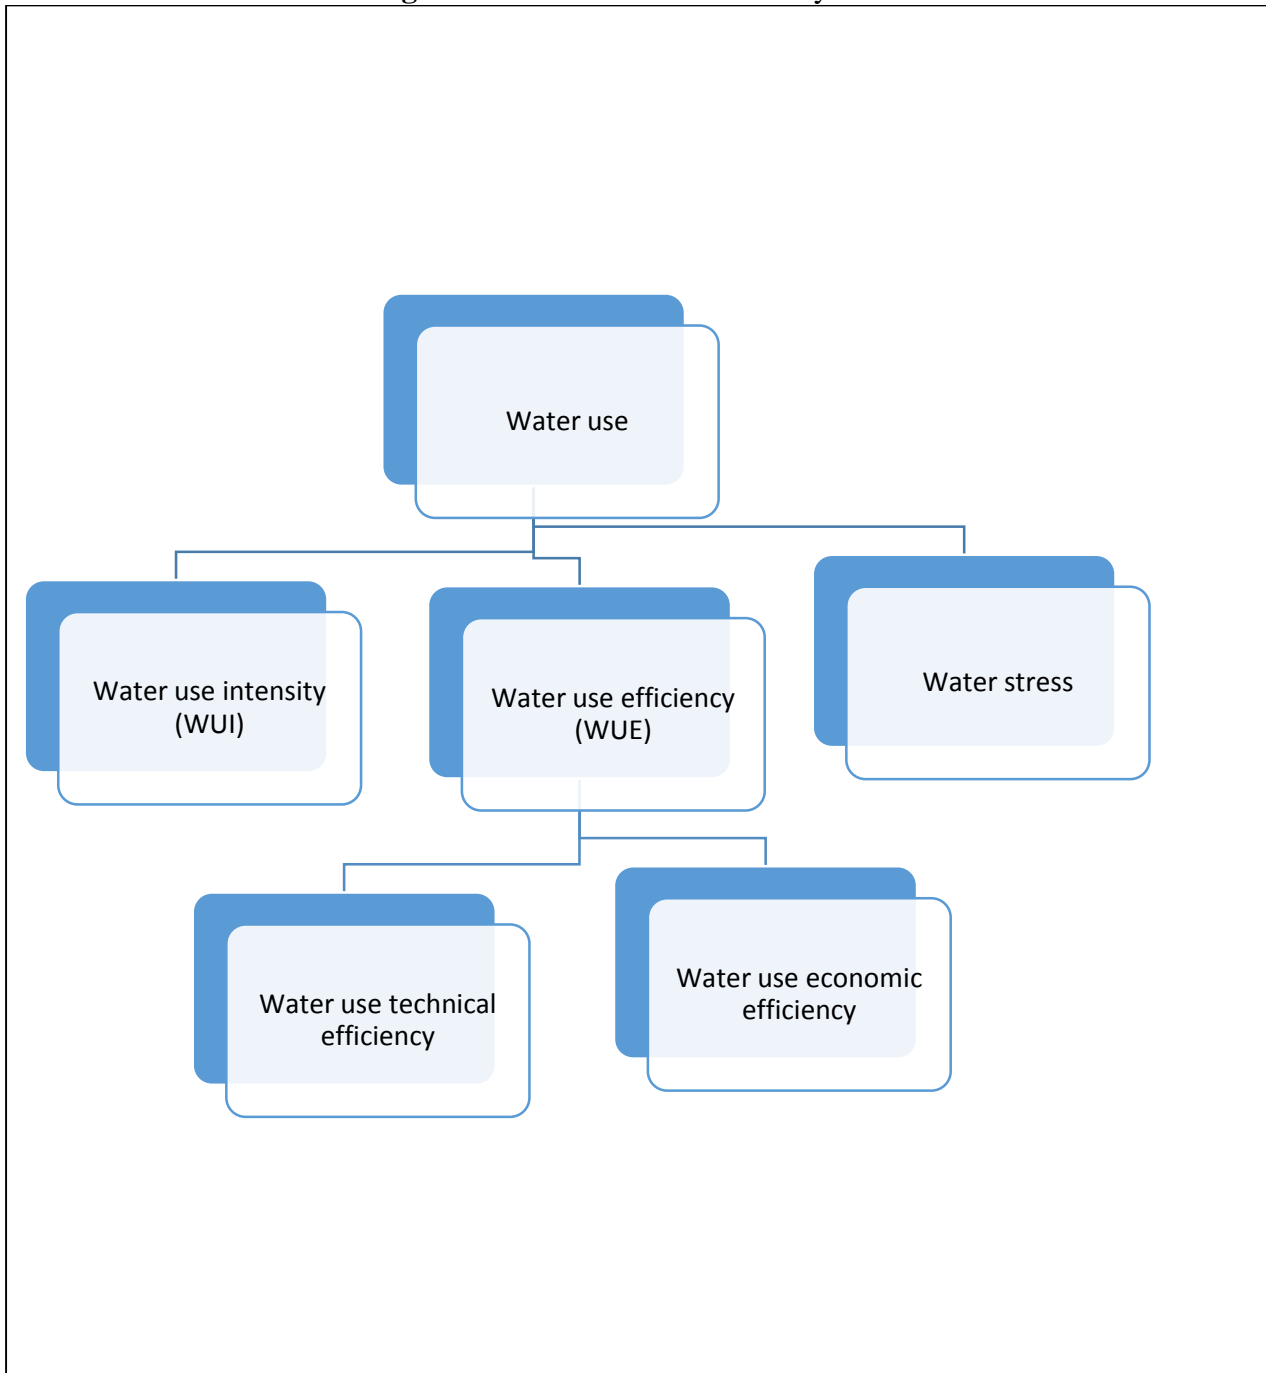 Water use
Water use intensity
(WUI)
Water use efficiency
(WUE)
Water stress
Water use technical
efficiency
Water use economic
efficiency